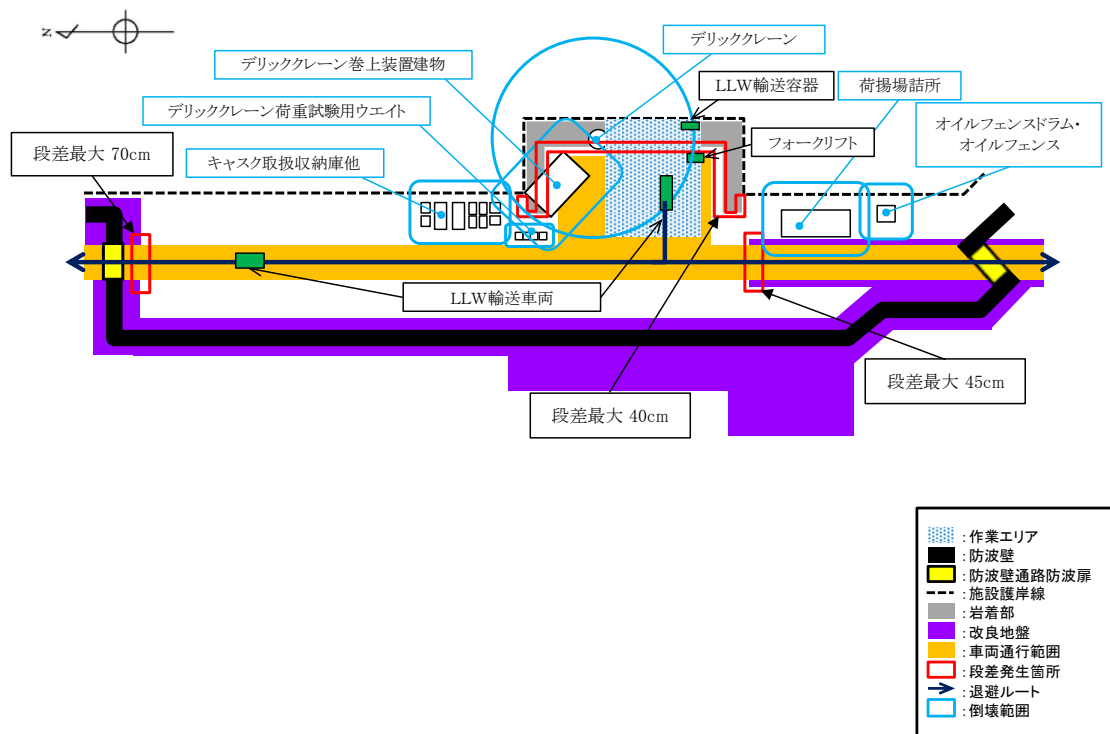 N
デリッククレーン
デリッククレーン巻上装置建物
LLW輸送容器
荷揚場詰所
デリッククレーン荷重試験用ウエイト
オイルフェンスドラム・
オイルフェンス
段差最大 70cm
キャスク取扱収納庫他
フォークリフト
LLW輸送車両
段差最大 40cm
段差最大 45cm
:作業エリア
:防波壁
:防波壁通路防波扉
:施設護岸線
:岩着部
:改良地盤
:車両通行範囲
:段差発生箇所
:退避ルート
:倒壊範囲